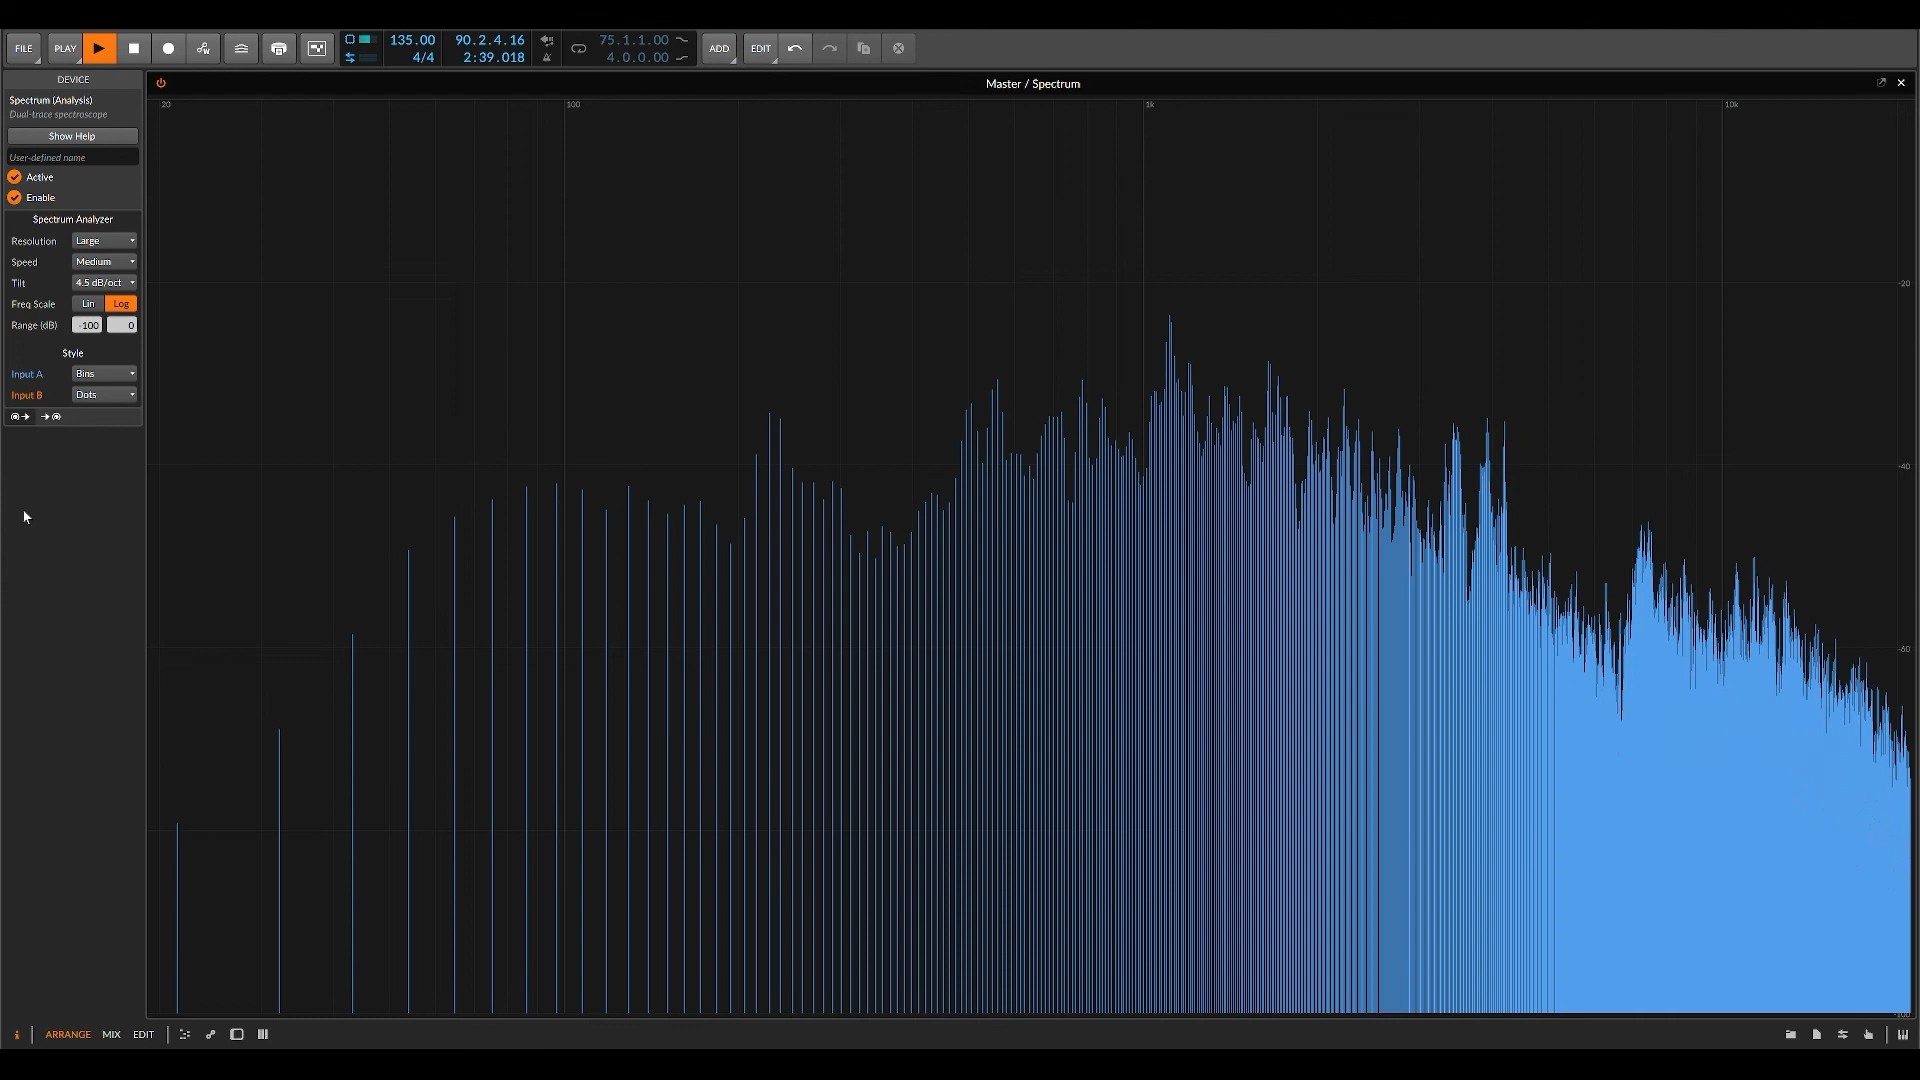 FILE PLAY 135.00 90.2.4.16 75.1.1.00 ADD EDIT
4/4 2:39.018 4.0.0.00
DEVICE
Master / Spectrum
Spectrum (Analysis)
Dual-trace spectroscope
Show Help
User-defined name
Active
Enable
Spectrum Analyzer
Resolution Large
Speed Medium
Tilt 4.5 dB/oct
Freq Scale Lin Log
Range (dB) -100 0
Style
Input A Bins
Input B Dots
20 100 1k 10k
-20
-40
-60
-100
i ARRANGE MIX EDIT